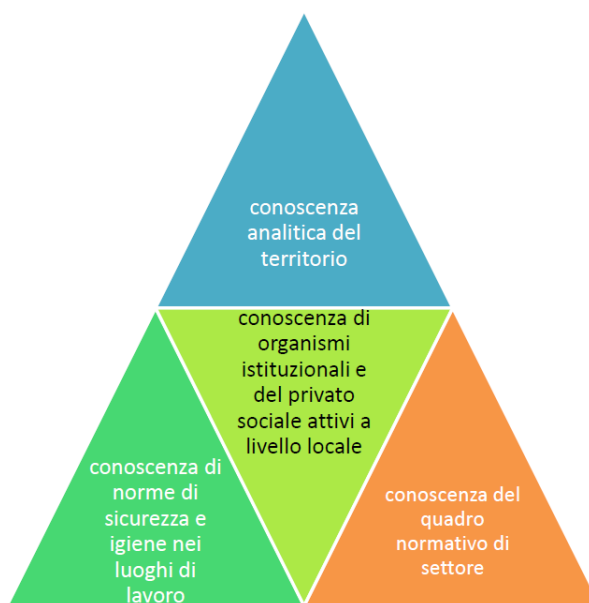 conoscenza
analitica del
territorio
conoscenza di
organismi
istituzionali e
del privato
sociale attivi a
livello locale
conoscenza di
norme di
sicurezza e
igiene nei
luoghi di
lavoro
conoscenza del
quadro
normativo di
settore